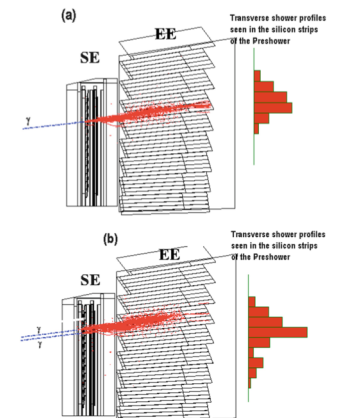 (a)
Transverse shower profiles
seen in the silicon strips
of the Preshower
EE
SE
γ
(b)
Transverse shower profiles
seen in the silicon strips
of the Preshower
EE
SE
γ
γ